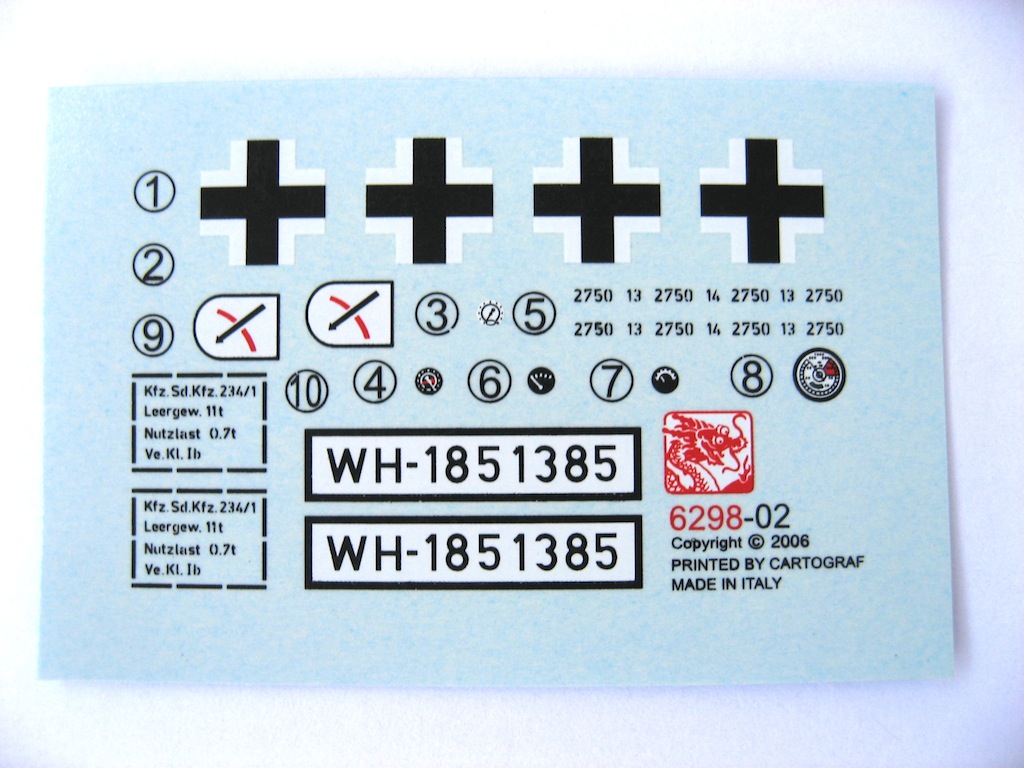 1
2
9
3
5
2750 13 2750 14 2750 13 2750
2750 13 2750 14 2750 13 2750
10
4
6
7
8
Kfz.Sd.Kfz.234/1
Leergew. 11t
Nutzlast 0.7t
Ve.Kl.Ib
Kfz.Sd.Kfz.234/1
Leergew. 11t
Nutzlast 0.7t
Ve.Kl.Ib
WH-1851385
WH-1851385
6298-02
Copyright © 2006
PRINTED BY CARTOGRAF
MADE IN ITALY